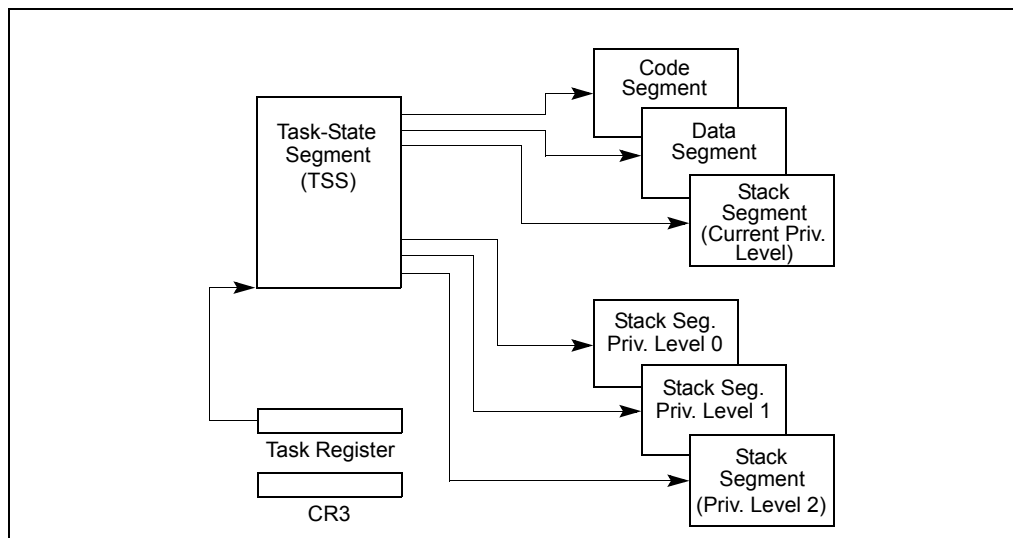 Task-State
Segment
(TSS)
Code
Segment
Data
Segment
Stack
Segment
(Current Priv.
Level)
Stack Seg.
Priv. Level 0
Stack Seg.
Priv. Level 1
Stack
Segment
(Priv. Level 2)
Task Register
CR3